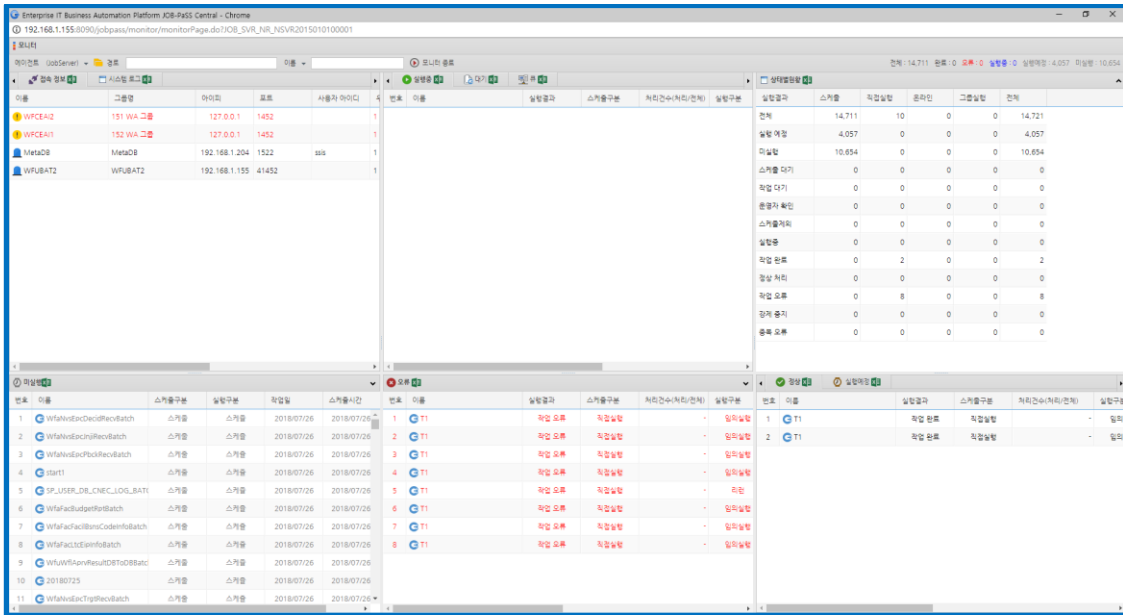 Enterprise IT Business Automation Platform JOB-PaSS Central - Chrome
192.168.1.155:8090/jobpass/monitor/monitorPage.do?JOB_SVR_NR_NSVR2015010100001
모니터
에이전트 (JobServer) 경로 이름 모니터 종료 전체 : 14,711 완료 : 0 오류 : 0 실행중 : 0 실행예정 : 4,057 미실행 : 10,654
접속 정보 시스템 로그
이름 그룹명 아이피 포트 사용자 아이디
WFCEAI2 151 WA 그룹 127.0.0.1 1452 1
WFCEAI1 152 WA 그룹 127.0.0.1 1452 1
MetaDB MetaDB 192.168.1.204 1522 ssis 1
WFUBAT2 WFUBAT2 192.168.1.155 41452 1
실행중 대기 큐
번호 이름 실행결과 스케줄구분 처리건수(처리/전체) 실행구분
상태별현황
실행결과 스케줄 직접실행 온라인 그룹실행 전체
전체 14,711 10 0 0 14,721
실행 예정 4,057 0 0 0 4,057
미실행 10,654 0 0 0 10,654
스케줄 대기 0 0 0 0 0
작업 대기 0 0 0 0 0
운영자 확인 0 0 0 0 0
스케줄제외 0 0 0 0 0
실행중 0 0 0 0 0
작업 완료 0 2 0 0 2
정상 처리 0 0 0 0 0
작업 오류 0 8 0 0 8
강제 중지 0 0 0 0 0
중복 오류 0 0 0 0 0
미실행
번호 이름 스케줄구분 실행구분 작업일 스케줄시간
1 WfaNvsEocDecidRecvBatch 스케줄 스케줄 2018/07/26 2018/07/26
2 WfaNvsEocJnjiRecvBatch 스케줄 스케줄 2018/07/26 2018/07/26
3 WfaNvsEocPbckRecvBatch 스케줄 스케줄 2018/07/26 2018/07/26
4 start1 스케줄 스케줄 2018/07/26 2018/07/26
5 SP_USER_DB_CNEC_LOG_BAT( 스케줄 스케줄 2018/07/26 2018/07/26
6 WfaFacBudgetRptBatch 스케줄 스케줄 2018/07/26 2018/07/26
7 WfaFacFacilBsnsCodeInfoBatch 스케줄 스케줄 2018/07/26 2018/07/26
8 WfaFacLtcEipInfoBatch 스케줄 스케줄 2018/07/26 2018/07/26
9 WfuWflAprvResultDBToDBBatc 스케줄 스케줄 2018/07/26 2018/07/26
10 20180725 스케줄 스케줄 2018/07/26 2018/07/26
11 WfaNvsEocTrgtRecvBatch 스케줄 스케줄 2018/07/26 2018/07/26
오류
번호 이름 실행결과 스케줄구분 처리건수(처리/전체) 실행구분
1 T1 작업 오류 직접실행 - 임의실행
2 T1 작업 오류 직접실행 - 임의실행
3 T1 작업 오류 직접실행 - 임의실행
4 T1 작업 오류 직접실행 - 임의실행
5 T1 작업 오류 직접실행 - 리런
6 T1 작업 오류 직접실행 - 임의실행
7 T1 작업 오류 직접실행 - 임의실행
8 T1 작업 오류 직접실행 - 임의실행
정상 실행예정
번호 이름 실행결과 스케줄구분 처리건수(처리/전체) 실행구분
1 T1 작업 완료 직접실행 - 임의
2 T1 작업 완료 직접실행 - 임의